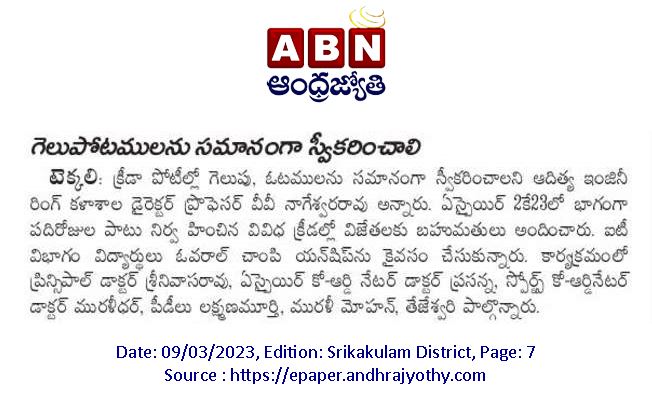 ABN
ఆంధ్రజ్యోతి
గెలుపోటములను సమానంగా స్వీకరించాలి
టెక్కలి: క్రీడా పోటీల్లో గెలుపు, ఓటములను సమానంగా స్వీకరించాలని ఆదిత్య ఇంజినీ
రింగ్ కళాశాల డైరెక్టర్ ప్రొఫెసర్ వీవీ నాగేశ్వరరావు అన్నారు. ఏస్పైయిర్ 2కే23లో భాగంగా
పదిరోజుల పాటు నిర్వ హించిన వివిధ క్రీడల్లో విజేతలకు బహుమతులు అందించారు. ఐటీ
విభాగం విద్యార్థులు ఓవరాల్ చాంపి యన్‌షిప్‌ను కైవసం చేసుకున్నారు. కార్యక్రమంలో
ప్రిన్సిపాల్ డాక్టర్ శ్రీనివాసరావు, ఏస్పైయిర్ కో-ఆర్డి నేటర్ డాక్టర్ ప్రసన్న, స్పోర్ట్స్ కో-ఆర్డినేటర్
డాక్టర్ మురళీధర్, పీడీలు లక్ష్మణమూర్తి, మురళీ మోహన్, తేజేశ్వరి పాల్గొన్నారు.
Date: 09/03/2023, Edition: Srikakulam District, Page: 7
Source : https://epaper.andhrajyothy.com